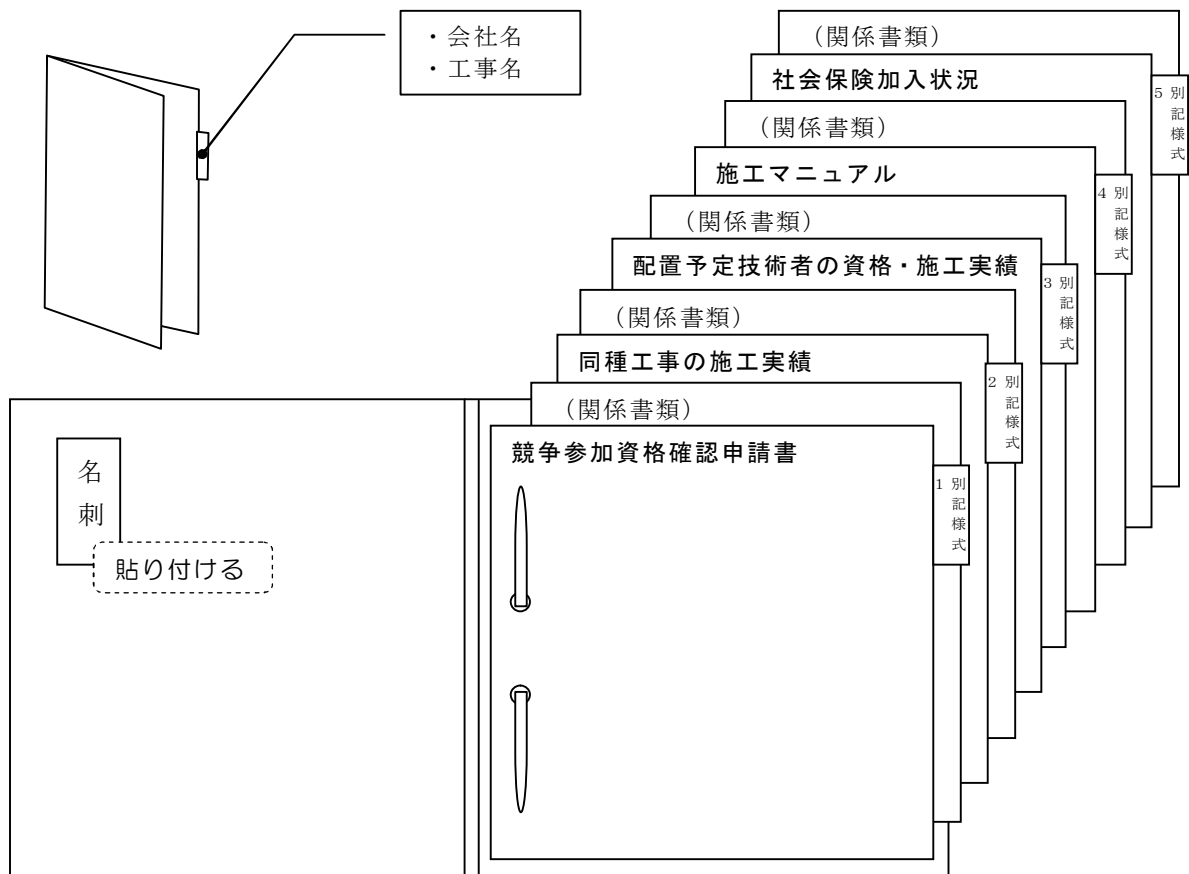 ・会社名
・工事名
（関係書類）
社会保険加入状況
5 別記様式
（関係書類）
施工マニュアル
4 別記様式
（関係書類）
配置予定技術者の資格・施工実績
3 別記様式
（関係書類）
同種工事の施工実績
2 別記様式
（関係書類）
競争参加資格確認申請書
1 別記様式
名刺
貼り付ける